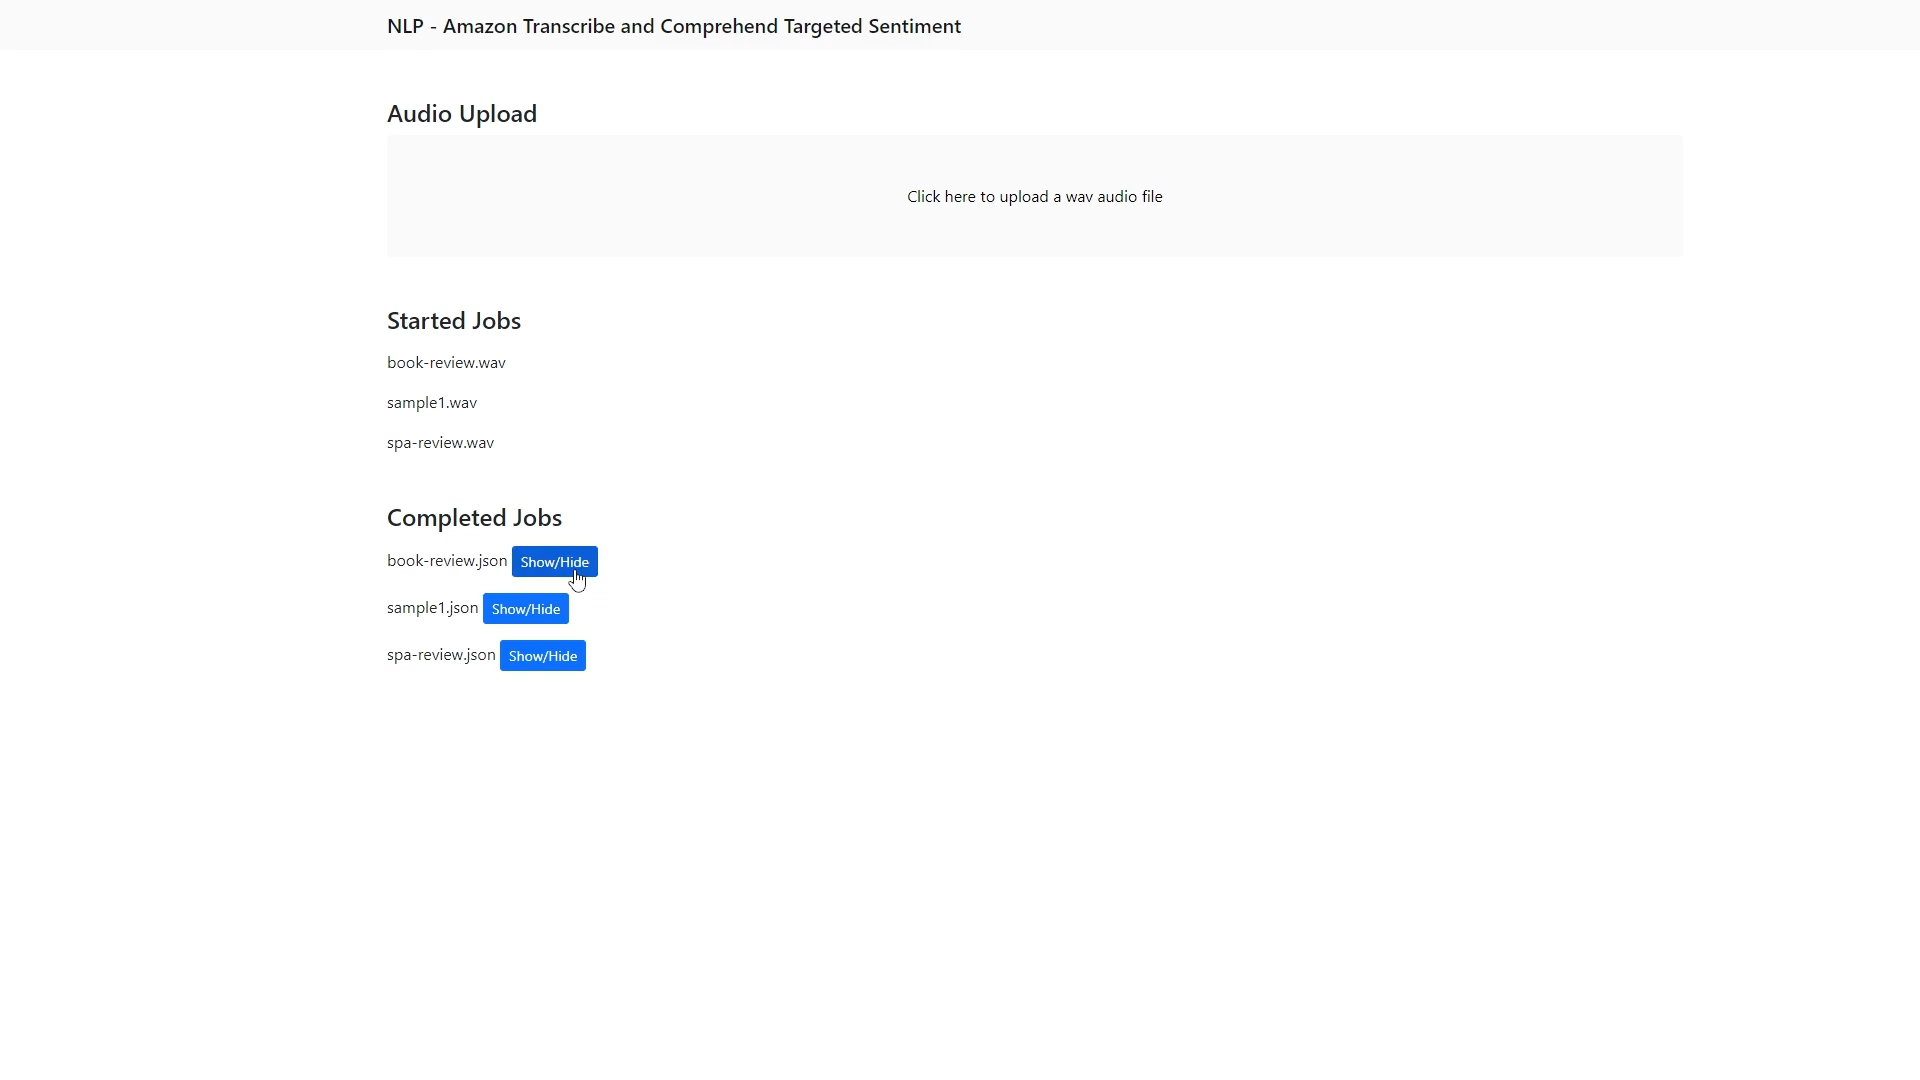 NLP - Amazon Transcribe and Comprehend Targeted Sentiment
Audio Upload
Click here to upload a wav audio file
Started Jobs
book-review.wav
sample1.wav
spa-review.wav
Completed Jobs
book-review.json Show/Hide
sample1.json Show/Hide
spa-review.json Show/Hide